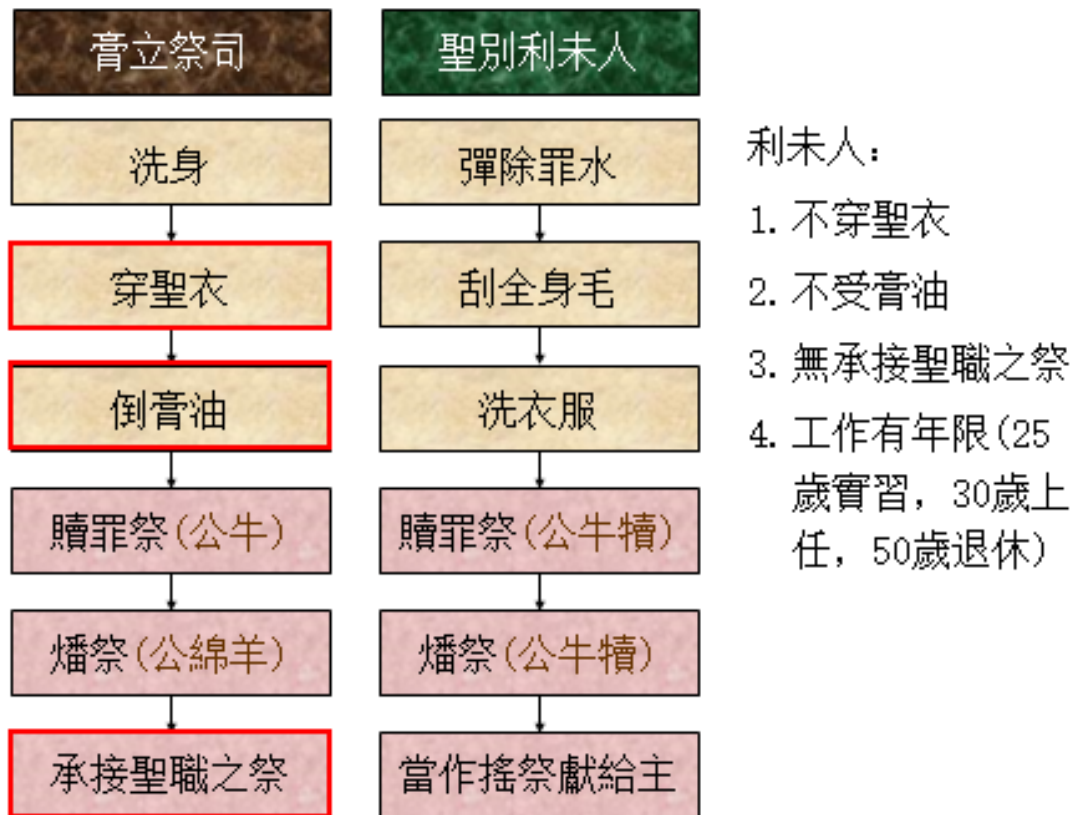 膏立祭司
洗身
穿聖衣
倒膏油
贖罪祭(公牛)
燔祭(公綿羊)
承接聖職之祭
聖別利未人
彈除罪水
刮全身毛
洗衣服
贖罪祭(公牛犢)
燔祭(公牛犢)
當作搖祭獻給主
利未人：
1. 不穿聖衣
2. 不受膏油
3. 無承接聖職之祭
4. 工作有年限(25
歲實習，30歲上
任，50歲退休)